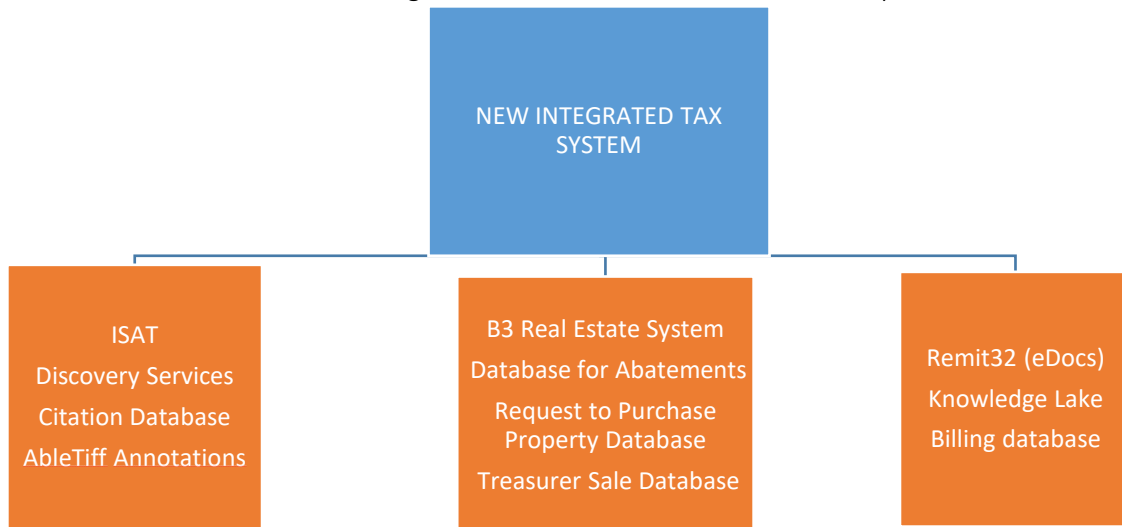 NEW INTEGRATED TAX
SYSTEM
ISAT
Discovery Services
Citation Database
AbleTiff Annotations
B3 Real Estate System
Database for Abatements
Request to Purchase
Property Database
Treasurer Sale Database
Remit32 (eDocs)
Knowledge Lake
Billing database